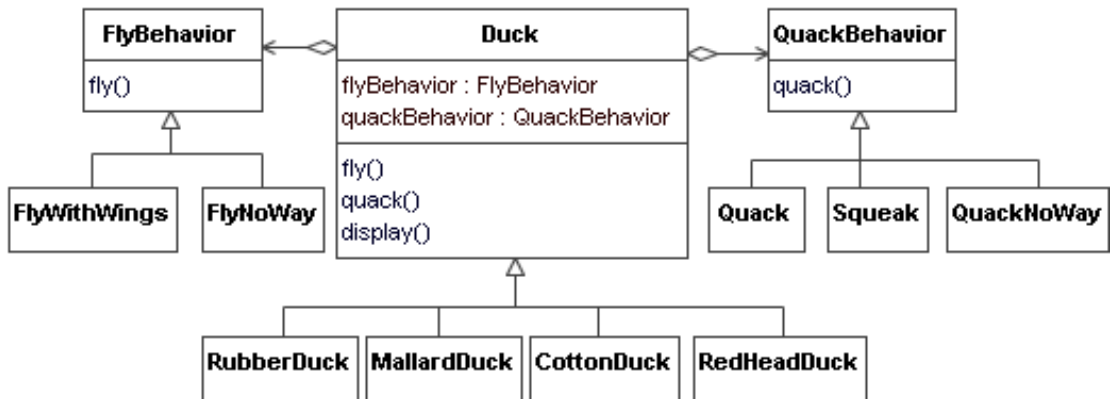 FlyBehavior
fly()
Duck
flyBehavior : FlyBehavior
quackBehavior : QuackBehavior
fly()
quack()
display()
QuackBehavior
quack()
FlyWithWings
FlyNoWay
Quack
Squeak
QuackNoWay
RubberDuck
MallardDuck
CottonDuck
RedHeadDuck